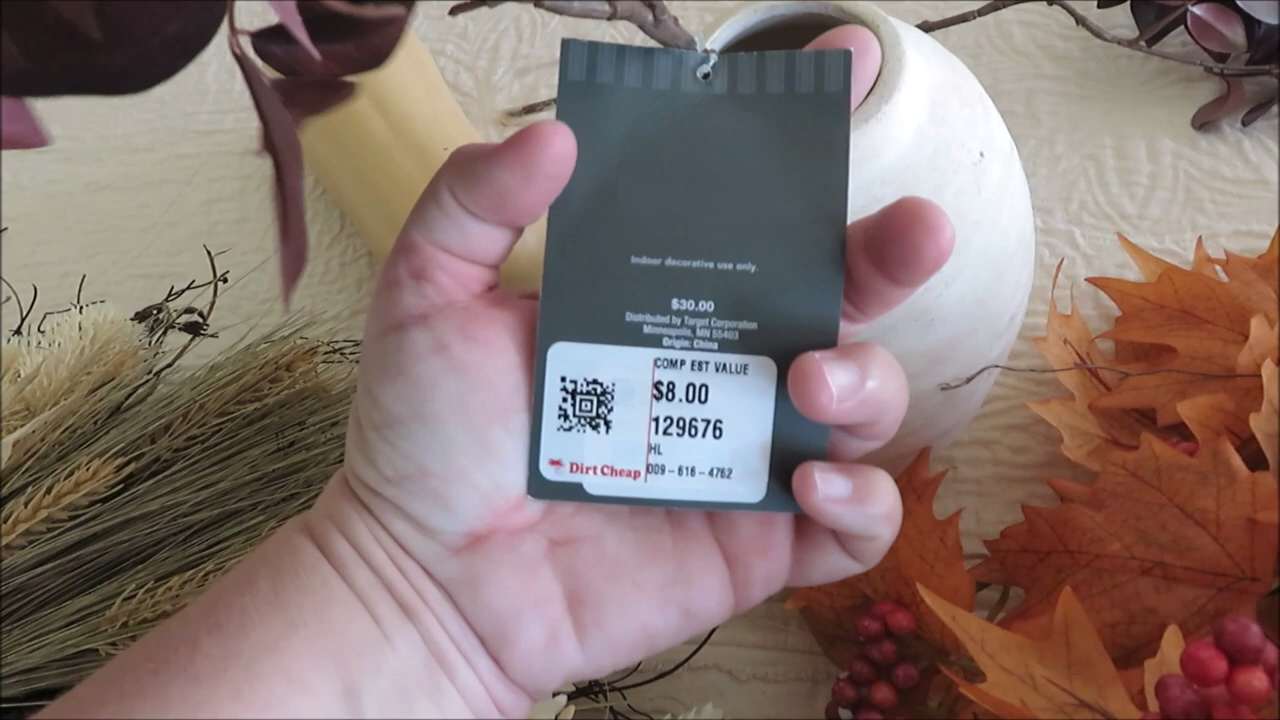 Indoor decorative use only.
$30.00
Distributed by Target Corporation
Minneapolis, MN 55403
Origin: China
COMP EST VALUE
$8.00
129676
HL
Dirt Cheap
009-616-4762